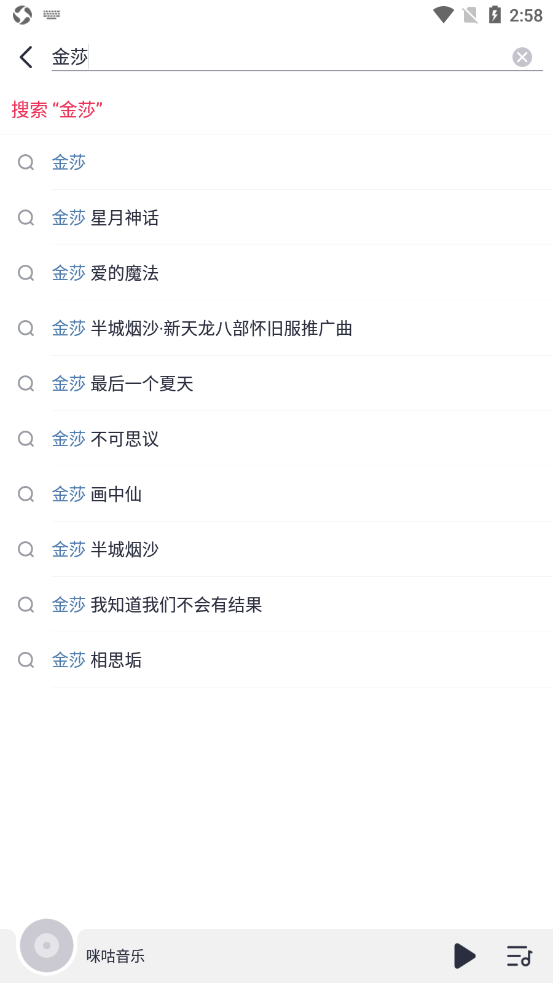 2:58
金莎
搜索 “金莎”
金莎
金莎 星月神话
金莎 爱的魔法
金莎 半城烟沙·新天龙八部怀旧服推广曲
金莎 最后一个夏天
金莎 不可思议
金莎 画中仙
金莎 半城烟沙
金莎 我知道我们不会有结果
金莎 相思垢
咪咕音乐